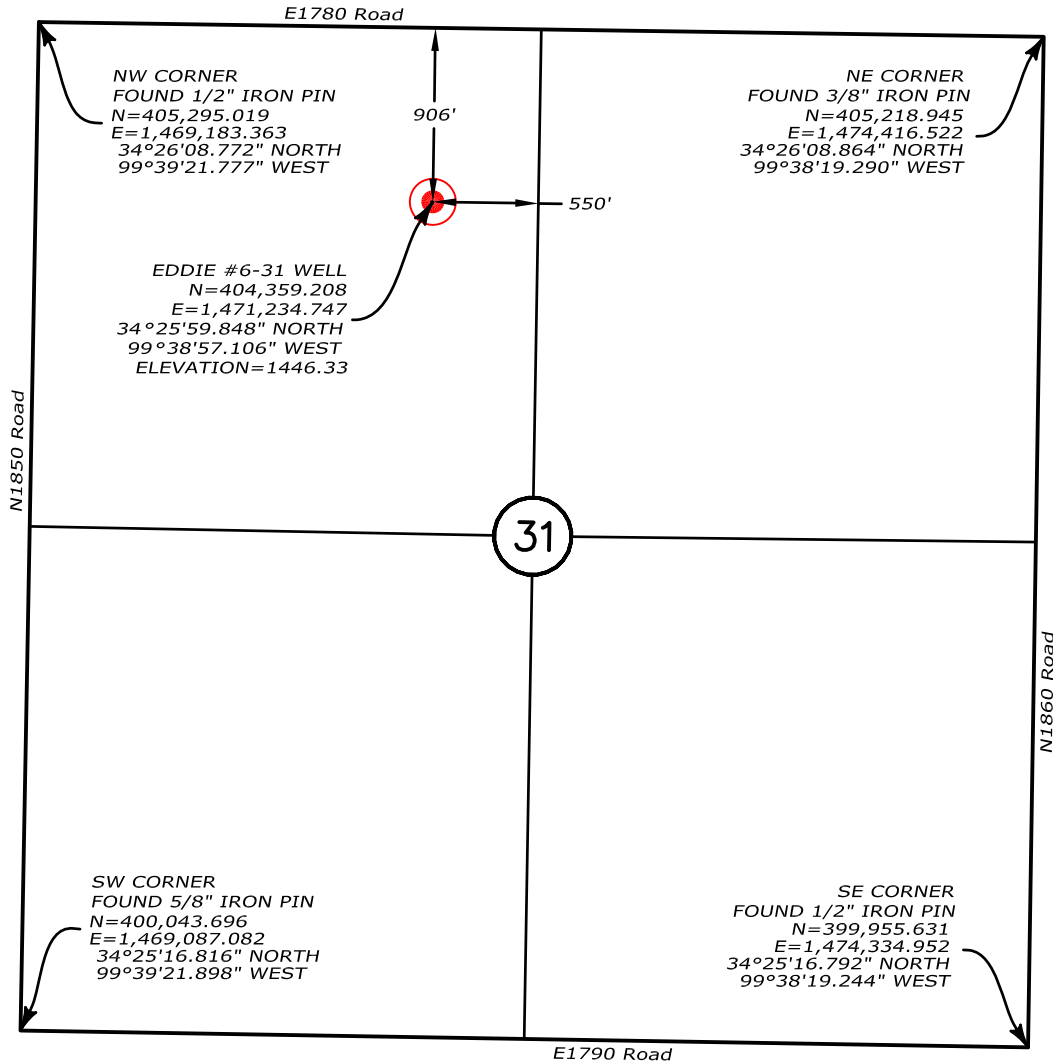 E1780 Road
NW CORNER
FOUND 1/2" IRON PIN
N=405,295.019
E=1,469,183.363
34°26'08.772" NORTH
99°39'21.777" WEST
906'
NE CORNER
FOUND 3/8" IRON PIN
N=405,218.945
E=1,474,416.522
34°26'08.864" NORTH
99°38'19.290" WEST
550'
EDDIE #6-31 WELL
N=404,359.208
E=1,471,234.747
34°25'59.848" NORTH
99°38'57.106" WEST
ELEVATION=1446.33
N1850 Road
31
N1860 Road
SW CORNER
FOUND 5/8" IRON PIN
N=400,043.696
E=1,469,087.082
34°25'16.816" NORTH
99°39'21.898" WEST
SE CORNER
FOUND 1/2" IRON PIN
N=399,955.631
E=1,474,334.952
34°25'16.792" NORTH
99°38'19.244" WEST
E1790 Road